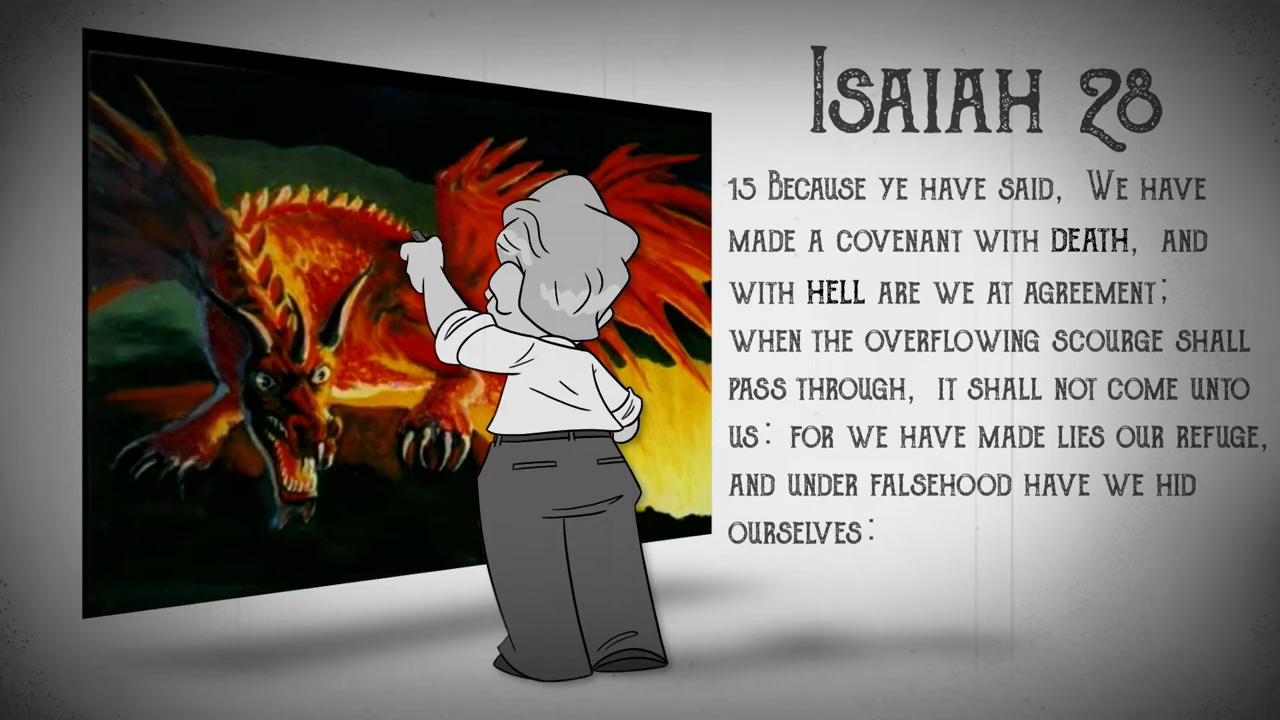 Isaiah 28
15 Because ye have said, We have
made a covenant with death, and
with hell are we at agreement;
when the overflowing scourge shall
pass through, it shall not come unto
us: for we have made lies our refuge,
and under falsehood have we hid
ourselves: